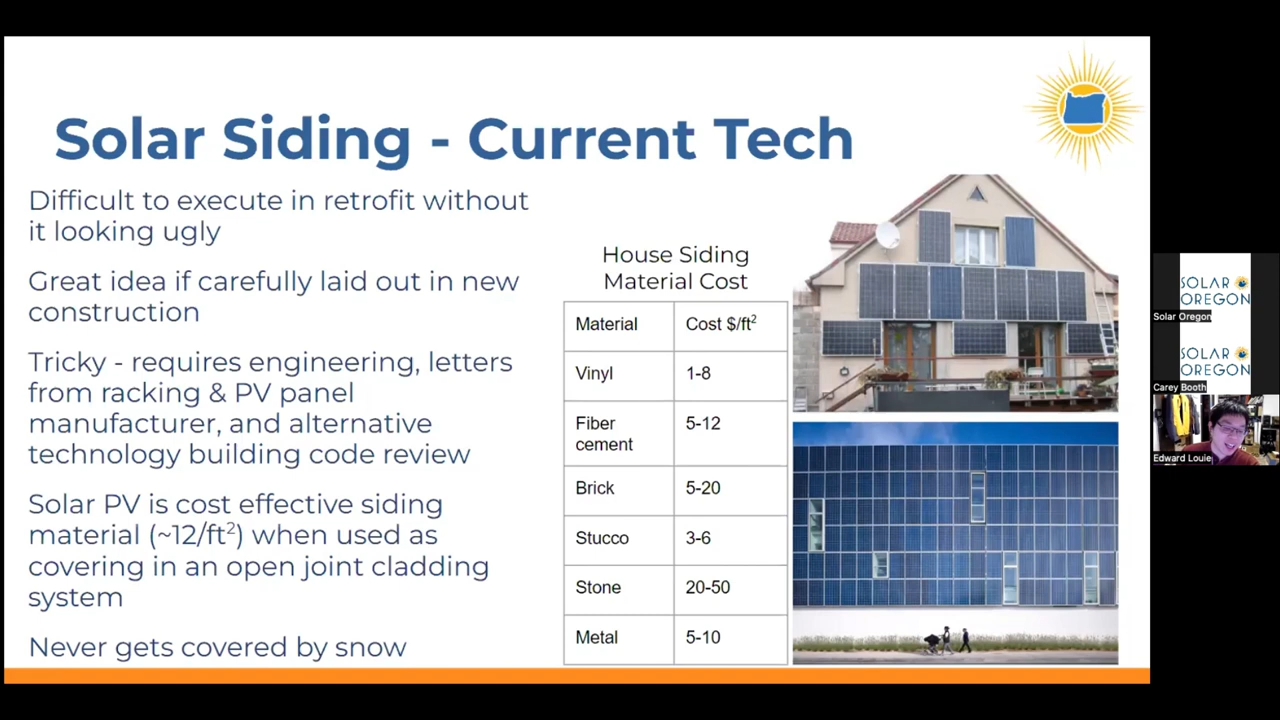 Solar Siding - Current Tech
Difficult to execute in retrofit without
it looking ugly
Great idea if carefully laid out in new
construction
Tricky - requires engineering, letters
from racking & PV panel
manufacturer, and alternative
technology building code review
Solar PV is cost effective siding
material (~12/ft²) when used as
covering in an open joint cladding
system
Never gets covered by snow
House Siding
Material Cost
Material Cost $/ft²
Vinyl 1-8
Fiber
cement 5-12
Brick 5-20
Stucco 3-6
Stone 20-50
Metal 5-10
SOLAR
OREGON
Solar Oregon
SOLAR
OREGON
Carey Booth
Edward Louie